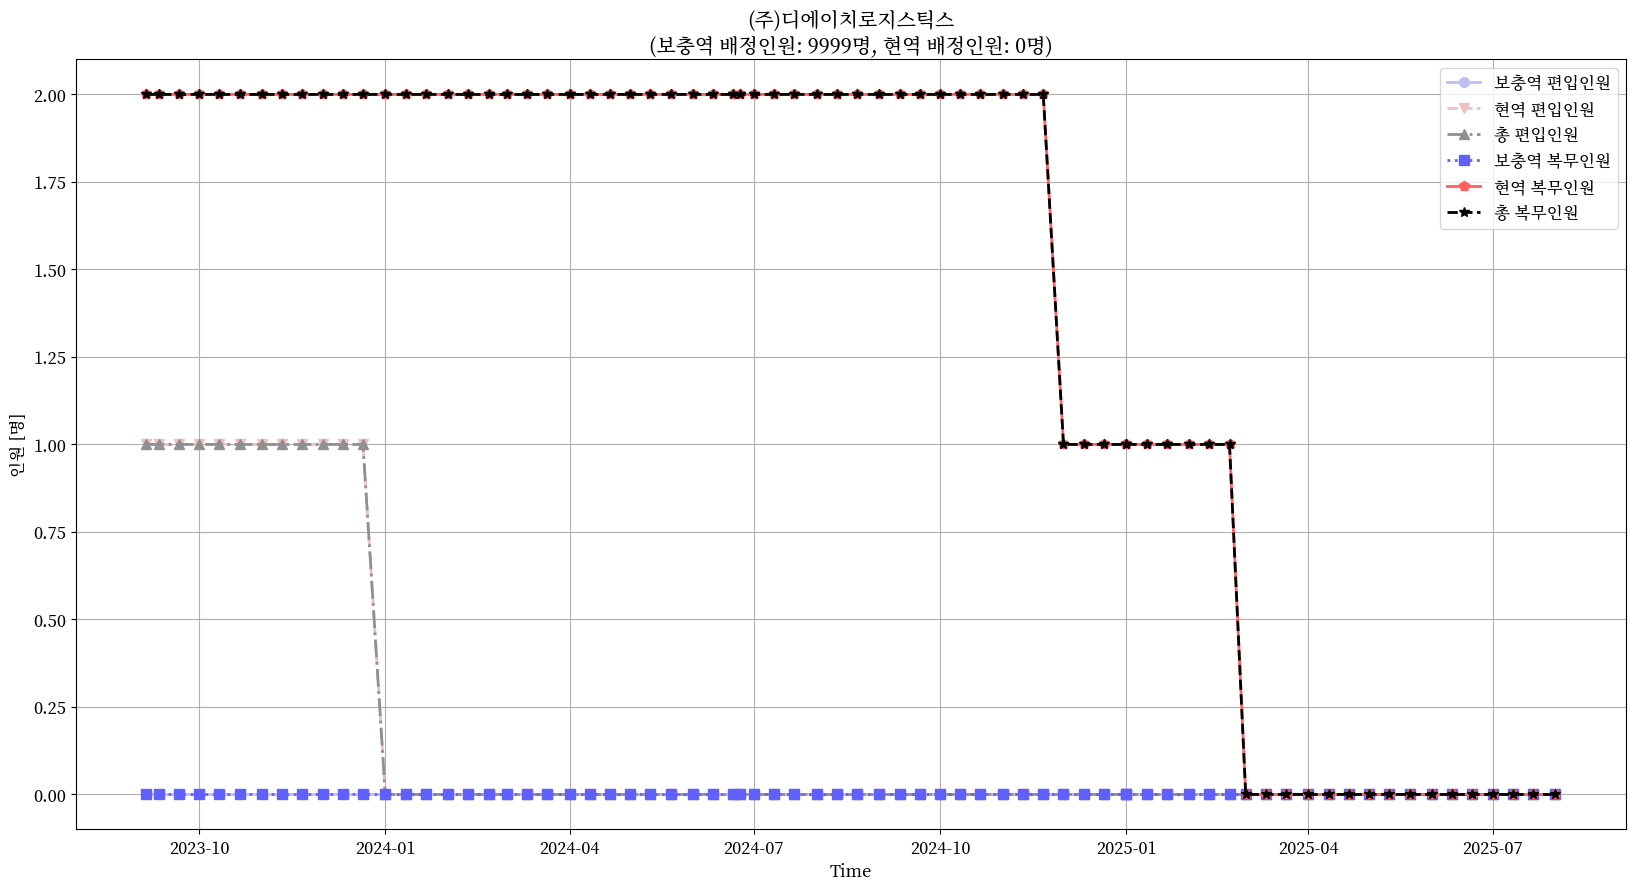 (주)디에이치로지스틱스
(보충역 배정인원: 9999명, 현역 배정인원: 0명)
보충역 편입인원
현역 편입인원
총 편입인원
보충역 복무인원
현역 복무인원
총 복무인원
2.00
1.75
1.50
1.25
1.00
0.75
0.50
0.25
0.00
인원 [명]
2023-10
2024-01
2024-04
2024-07
2024-10
2025-01
2025-04
2025-07
Time